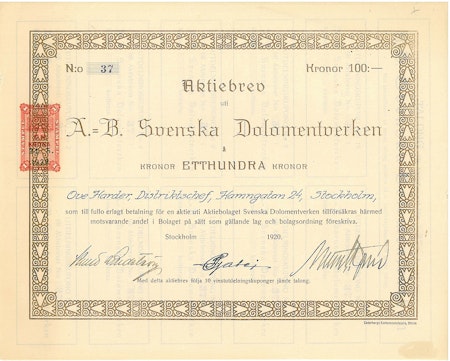 N:o 37 Kronor 100:—
Aktiebrev
uti
A.=B. Svenska Dolomentverken
å
KRONOR ETTHUNDRA KRONOR
Ove Harder, Distriktschef, Hamngatan 24, Stockholm,
som till fullo erlagt betalning för en aktie uti Aktiebolaget Svenska Dolomentverken tillförsäkras härmed
motsvarande andel i Bolaget på sätt som gällande lag och bolagsordning föreskriva.
Stockholm 1920.
Med detta aktiebrev följa 10 vinstutdelningskuponger jämte talong.